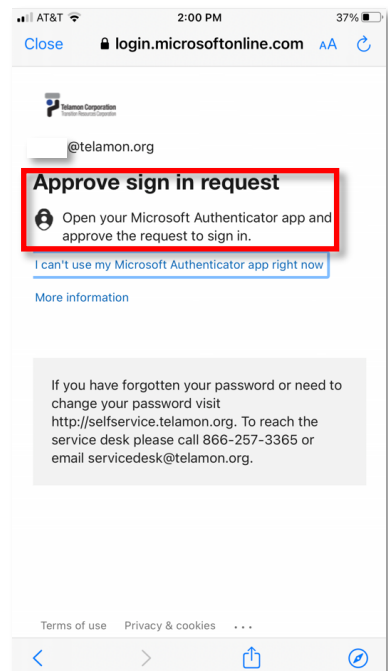 AT&T 2:00 PM 37%
Close login.microsoftonline.com AA
Telamon Corporation
Transition Resources Corporation
@telamon.org
Approve sign in request
Open your Microsoft Authenticator app and
approve the request to sign in.
I can't use my Microsoft Authenticator app right now
More information
If you have forgotten your password or need to
change your password visit
http://selfservice.telamon.org. To reach the
service desk please call 866-257-3365 or
email servicedesk@telamon.org.
Terms of use Privacy & cookies ...